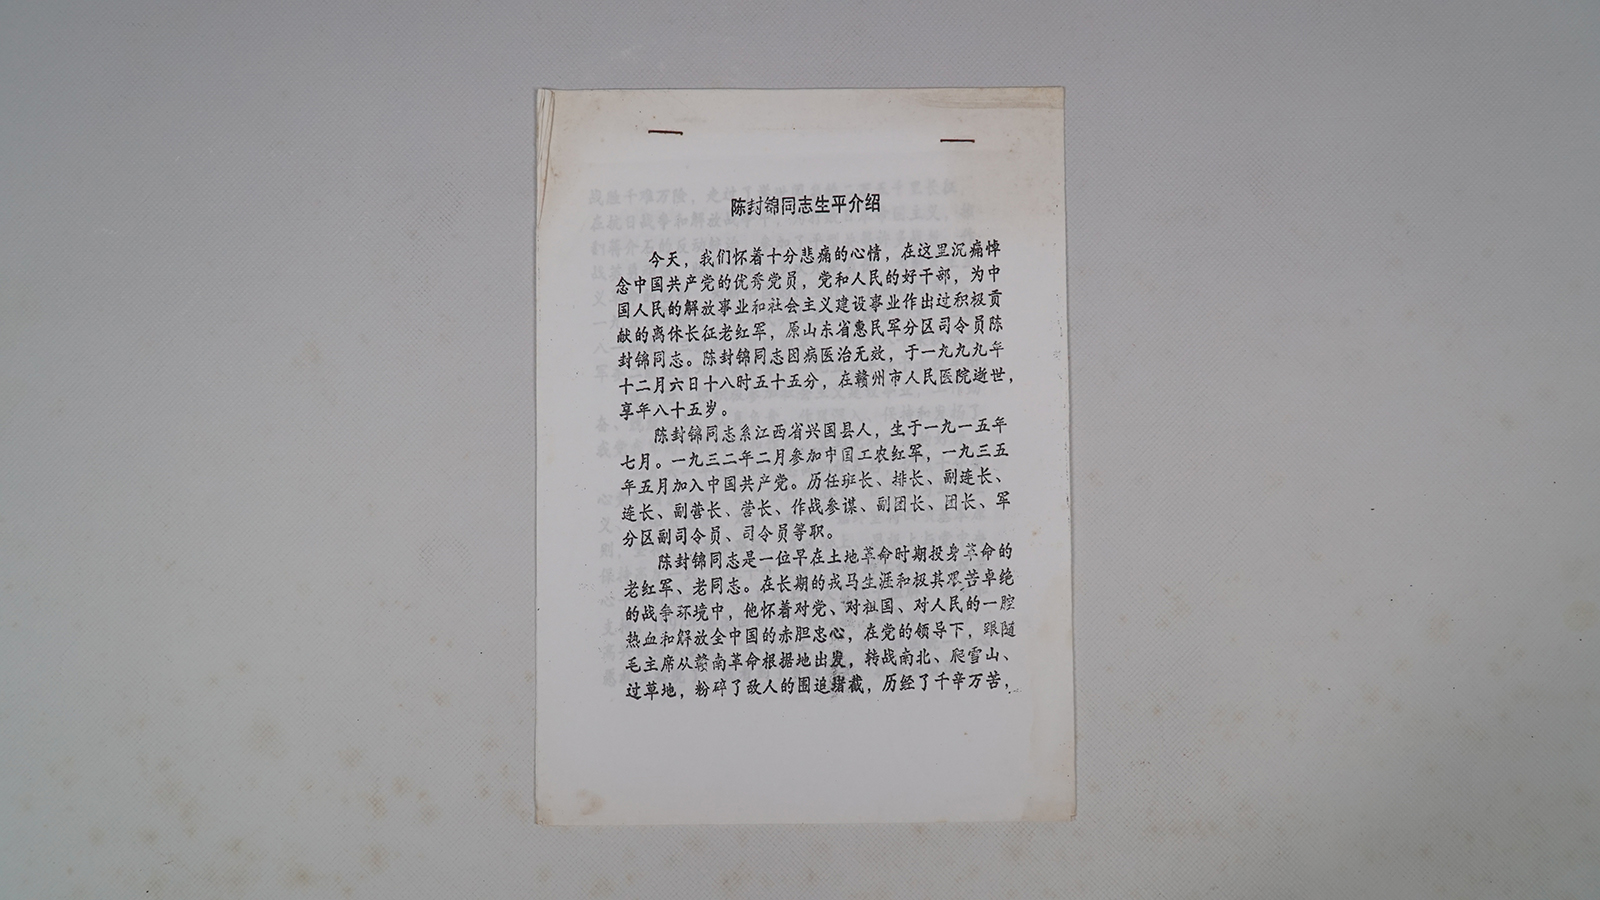 陈封锦同志生平介绍
今天，我们怀着十分悲痛的心情，在这里沉痛悼
念中国共产党的优秀党员，党和人民的好干部，为中
国人民的解放事业和社会主义建设事业作出过积极贡
献的离休长征老红军，原山东省惠民军分区司令员陈
封锦同志。陈封锦同志因病医治无效，于一九九九年
十二月六日十八时五十五分，在赣州市人民医院逝世，
享年八十五岁。
陈封锦同志系江西省兴国县人，生于一九一五年
七月。一九三二年二月参加中国工农红军，一九三五
年五月加入中国共产党。历任班长、排长、副连长、
连长、副营长、营长、作战参谋、副团长、团长、军
分区副司令员、司令员等职。
陈封锦同志是一位早在土地革命时期投身革命的
老红军、老同志。在长期的戎马生涯和极其艰苦卓绝
的战争环境中，他怀着对党、对祖国、对人民的一腔
热血和解放全中国的赤胆忠心，在党的领导下，跟随
毛主席从赣南革命根据地出发，转战南北、爬雪山、
过草地，粉碎了敌人的围追堵截，历经了千辛万苦，